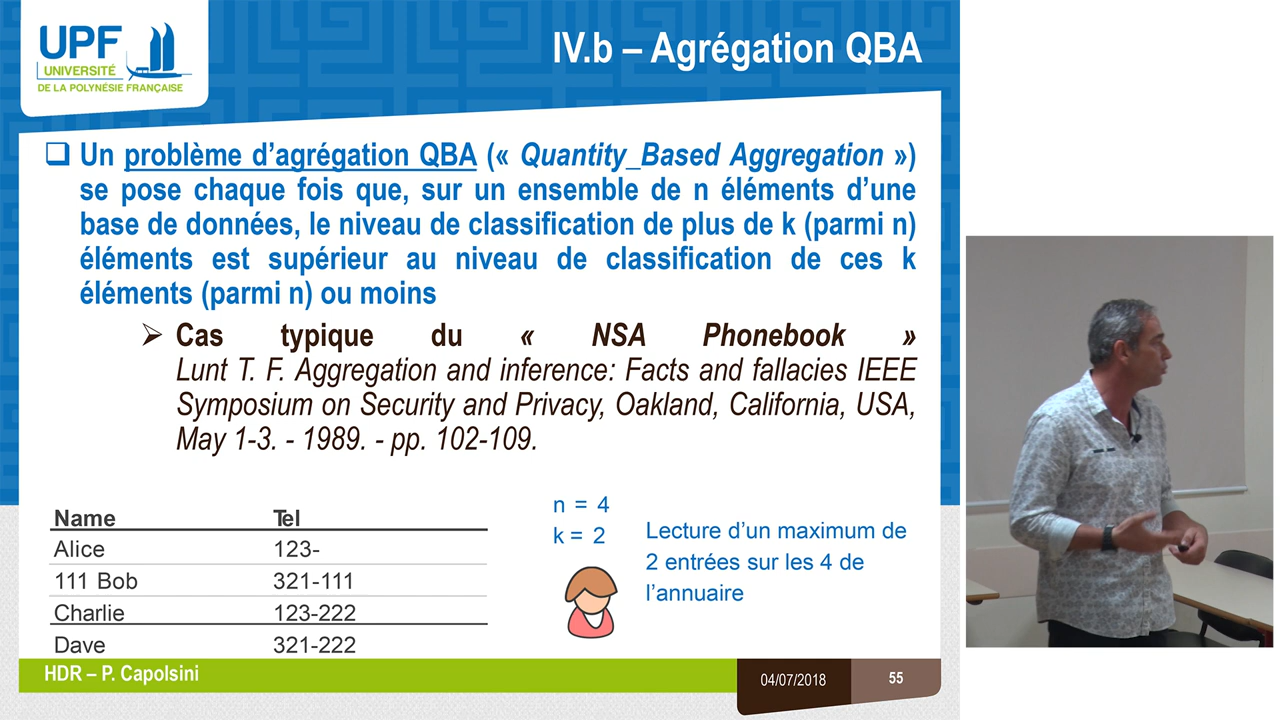 UPF
UNIVERSITÉ
DE LA POLYNÉSIE FRANÇAISE
IV.b – Agrégation QBA
Un problème d’agrégation QBA (« Quantity_Based Aggregation »)
se pose chaque fois que, sur un ensemble de n éléments d’une
base de données, le niveau de classification de plus de k (parmi n)
éléments est supérieur au niveau de classification de ces k
éléments (parmi n) ou moins
Cas typique du « NSA Phonebook »
Lunt T. F. Aggregation and inference: Facts and fallacies IEEE
Symposium on Security and Privacy, Oakland, California, USA,
May 1-3. - 1989. - pp. 102-109.
Name Tel
Alice 123-
111 Bob 321-111
Charlie 123-222
Dave 321-222
n = 4
k = 2
Lecture d’un maximum de
2 entrées sur les 4 de
l’annuaire
HDR – P. Capolsini
04/07/2018
55